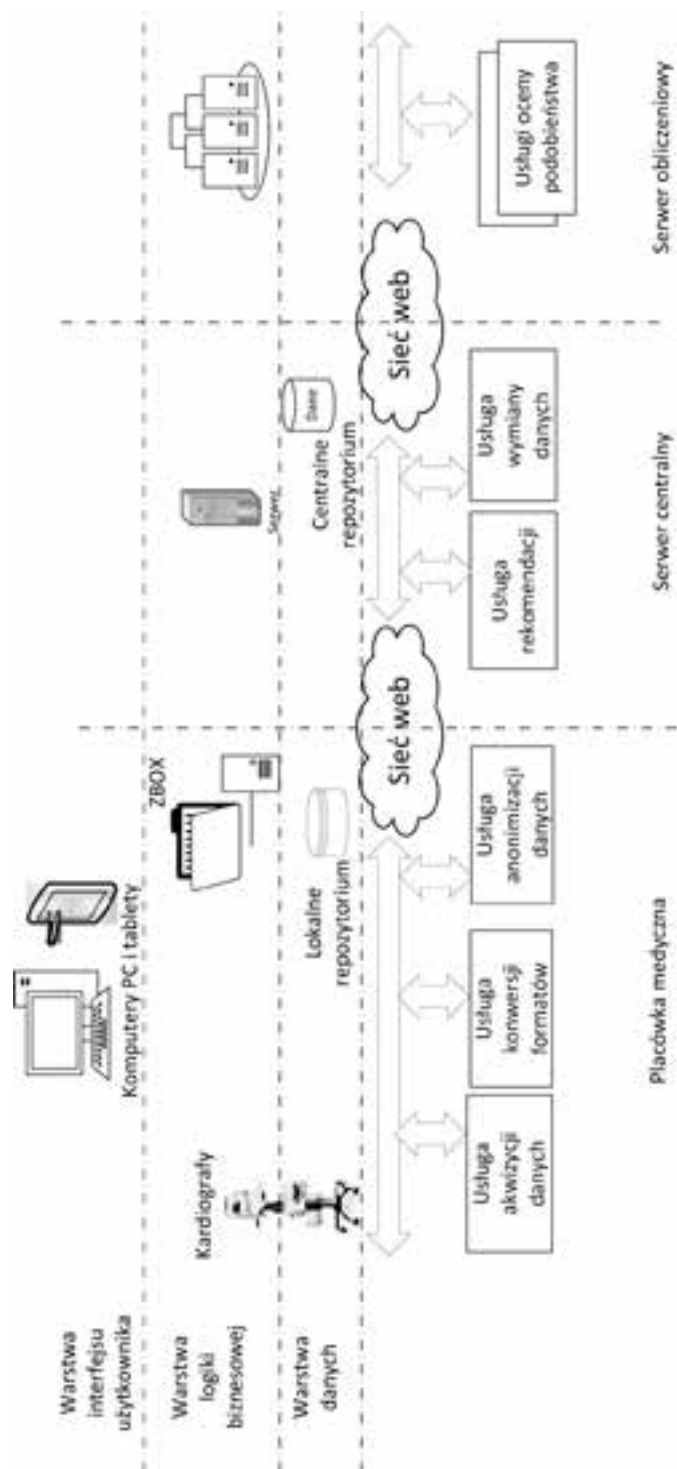 Warstwa
interfejsu
użytkownika
Komputery PC i tablety
Warstwa
logiki
biznesowej
Kardiografy
ZBOX
Serwer
Warstwa
danych
Lokalne
repozytorium
Centralne
repozytorium
Dane
Sieć web
Sieć web
Usługa
akwizycji
danych
Usługa
konwersji
formatów
Usługa
anonimizacji
danych
Usługa
rekomendacji
Usługa
wymiany
danych
Usługi oceny
podobieństwa
Placówka medyczna
Serwer centralny
Serwer obliczeniowy